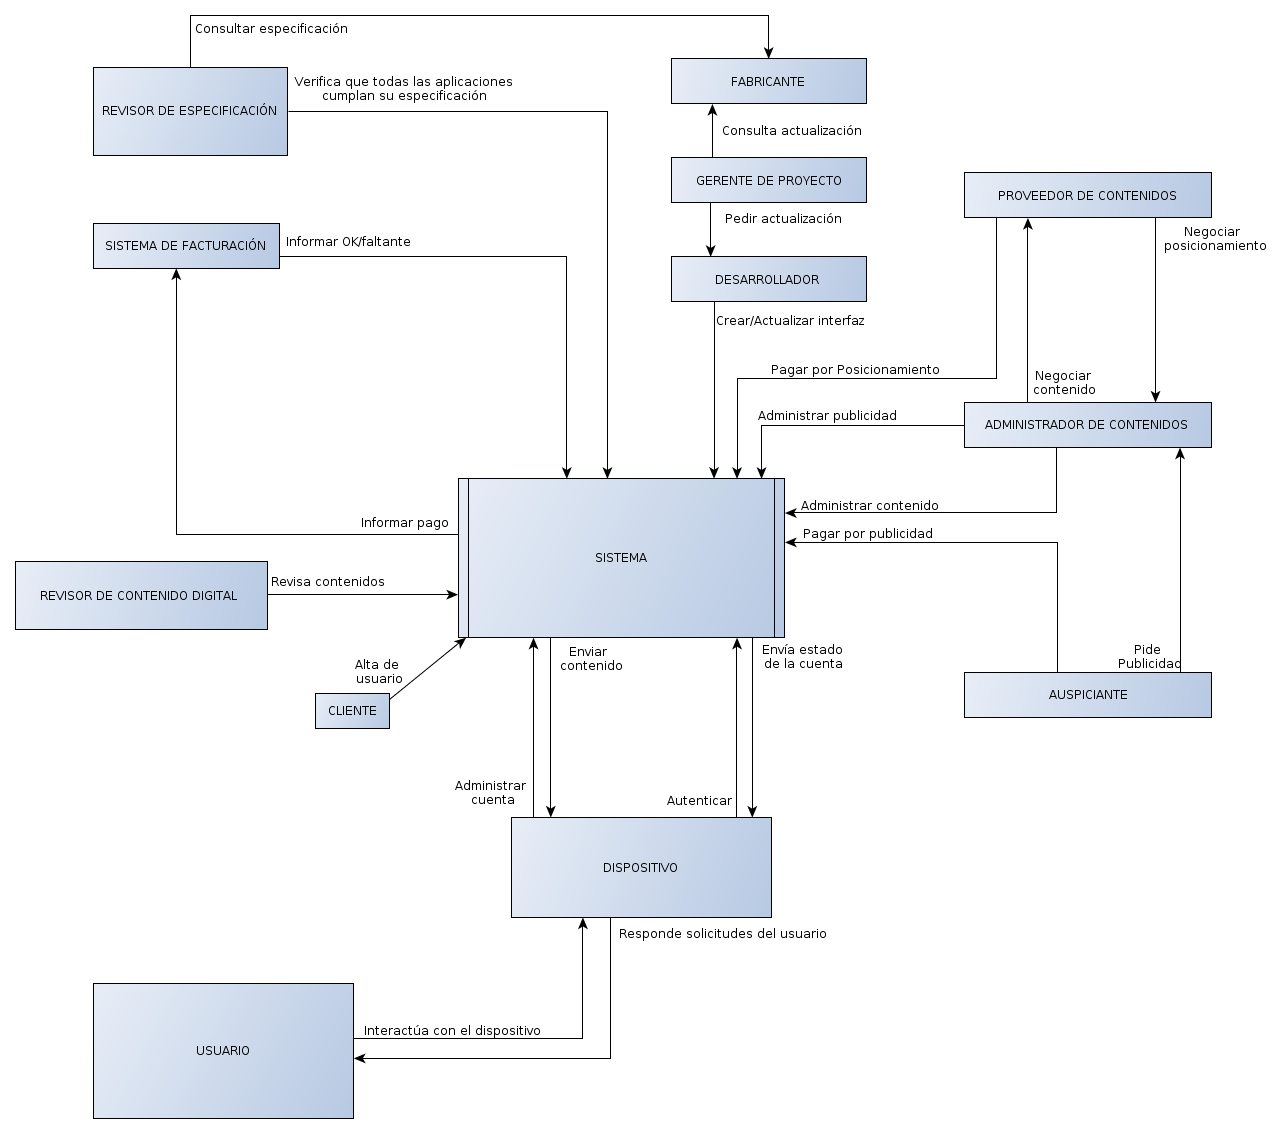 Consultar especificación
REVISOR DE ESPECIFICACIÓN
Verifica que todas las aplicaciones
cumplan su especificación
FABRICANTE
Consulta actualización
GERENTE DE PROYECTO
Pedir actualización
PROVEEDOR DE CONTENIDOS
SISTEMA DE FACTURACIÓN
Informar OK/faltante
Negociar
posicionamiento
DESARROLLADOR
Crear/Actualizar interfaz
Pagar por Posicionamiento
Negociar
contenido
Administrar publicidad
ADMINISTRADOR DE CONTENIDOS
Administrar contenido
Informar pago
Pagar por publicidad
SISTEMA
Revisa contenidos
REVISOR DE CONTENIDO DIGITAL
Enviar
contenido
Envía estado
de la cuenta
Pide
Publicidad
Alta de
usuario
AUSPICIANTE
CLIENTE
Administrar
cuenta
Autenticar
DISPOSITIVO
Responde solicitudes del usuario
Interactúa con el dispositivo
USUARIO